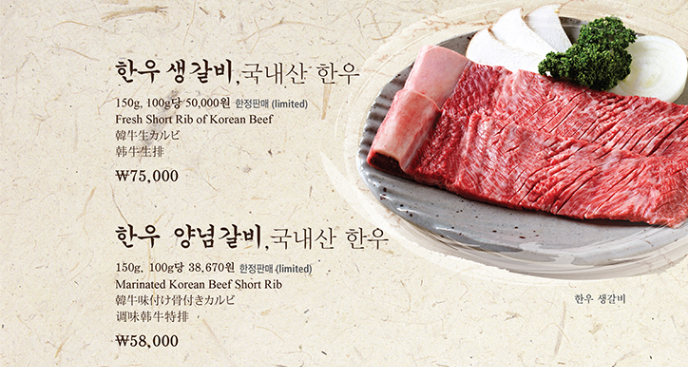 한우 생갈비,국내산 한우
150g, 100g당 50,000원 한정판매 (limited)
Fresh Short Rib of Korean Beef
韓牛生カルビ
韩牛生排
₩75,000
한우 양념갈비,국내산 한우
150g, 100g당 38,670원 한정판매 (limited)
Marinated Korean Beef Short Rib
韓牛味付け骨付きカルビ
调味韩牛特排
₩58,000
한우 생갈비